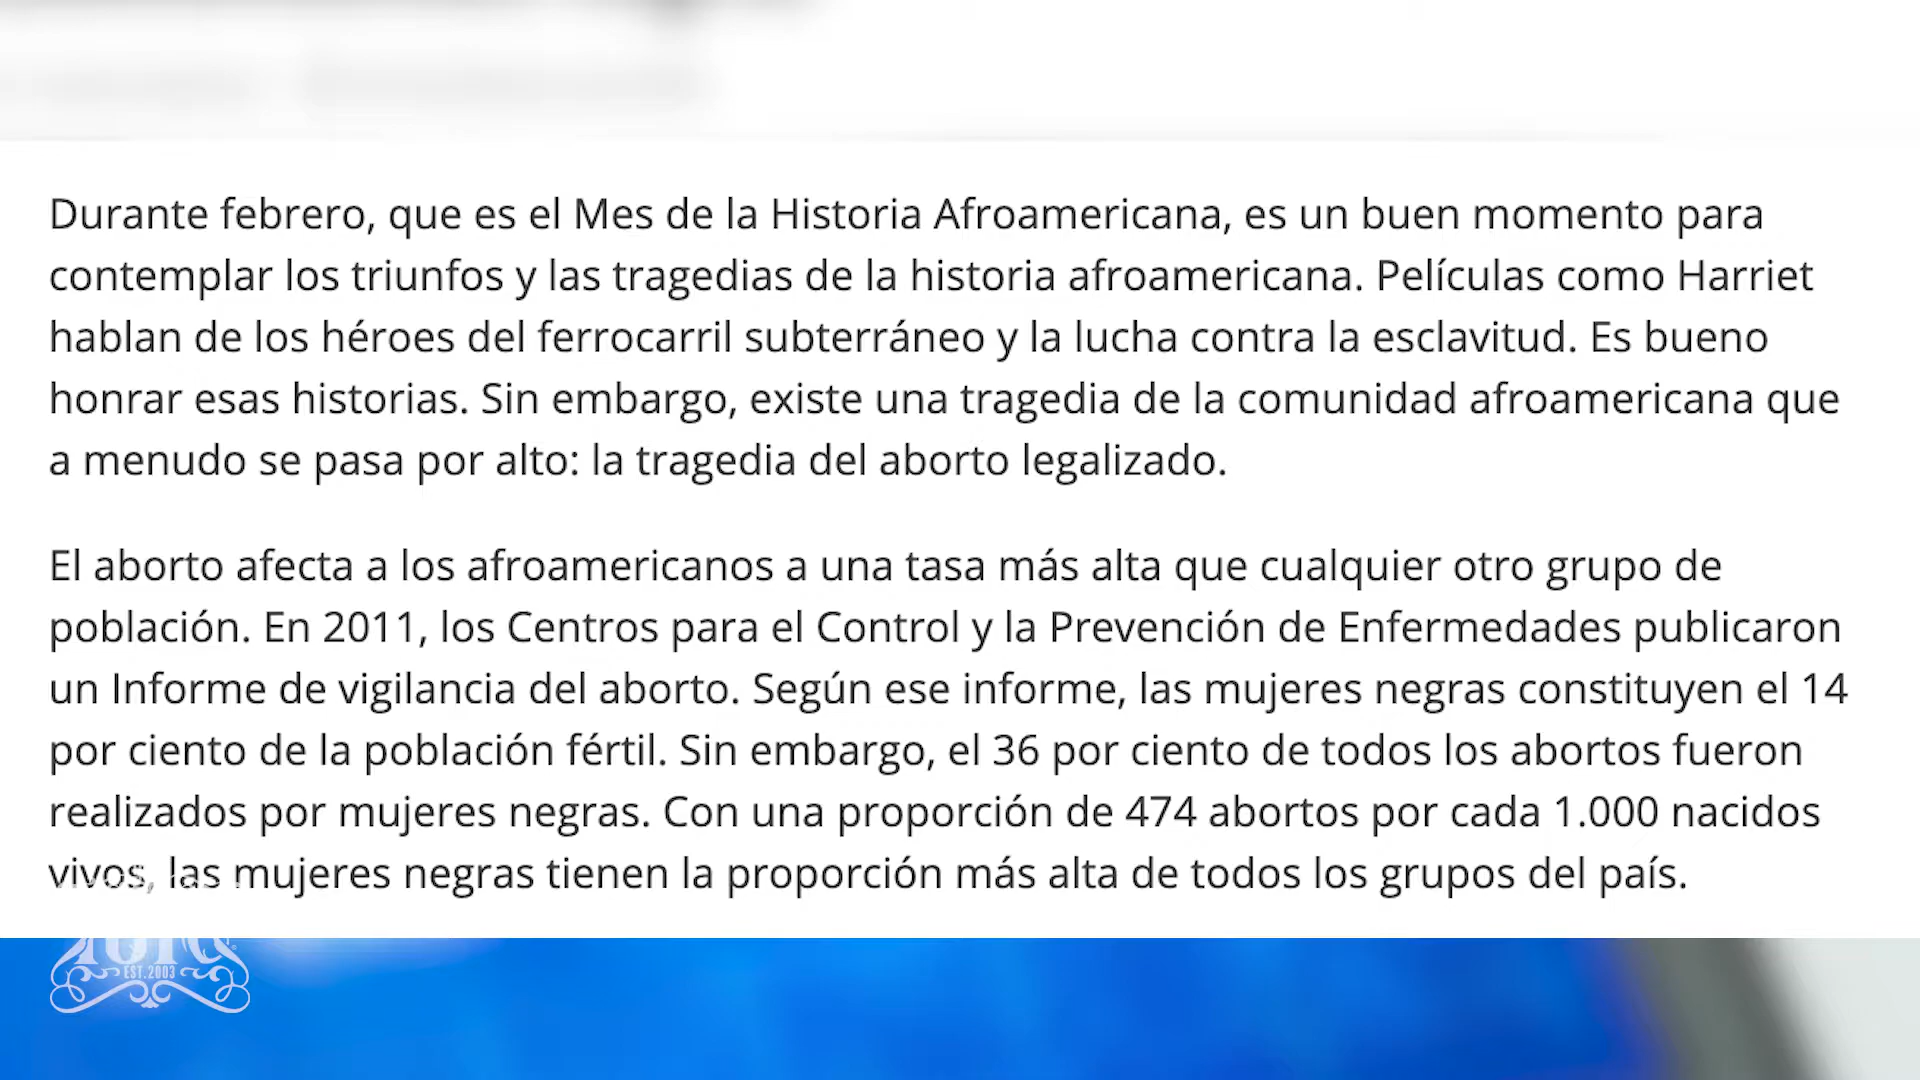 Durante febrero, que es el Mes de la Historia Afroamericana, es un buen momento para
contemplar los triunfos y las tragedias de la historia afroamericana. Películas como Harriet
hablan de los héroes del ferrocarril subterráneo y la lucha contra la esclavitud. Es bueno
honrar esas historias. Sin embargo, existe una tragedia de la comunidad afroamericana que
a menudo se pasa por alto: la tragedia del aborto legalizado.
El aborto afecta a los afroamericanos a una tasa más alta que cualquier otro grupo de
población. En 2011, los Centros para el Control y la Prevención de Enfermedades publicaron
un Informe de vigilancia del aborto. Según ese informe, las mujeres negras constituyen el 14
por ciento de la población fértil. Sin embargo, el 36 por ciento de todos los abortos fueron
realizados por mujeres negras. Con una proporción de 474 abortos por cada 1.000 nacidos
vivos, las mujeres negras tienen la proporción más alta de todos los grupos del país.
EST.2003